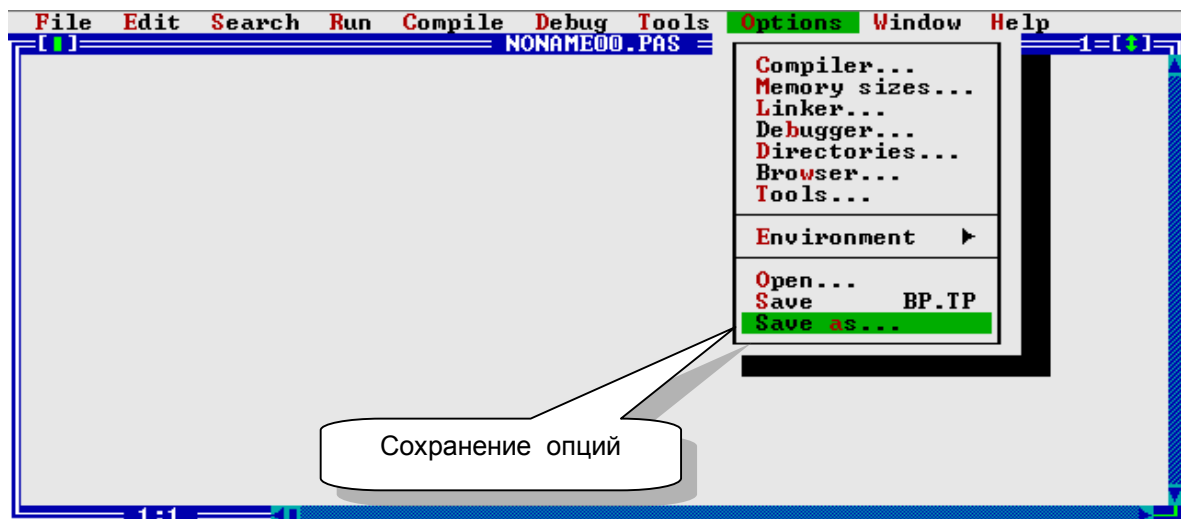 File Edit Search Run Compile Debug Tools Options Window Help
[ ] NONAME00.PAS 1=[↕]
Compiler...
Memory sizes...
Linker...
Debugger...
Directories...
Browser...
Tools...
Environment ►
Open...
Save BP.TP
Save as...
Сохранение опций
1:1